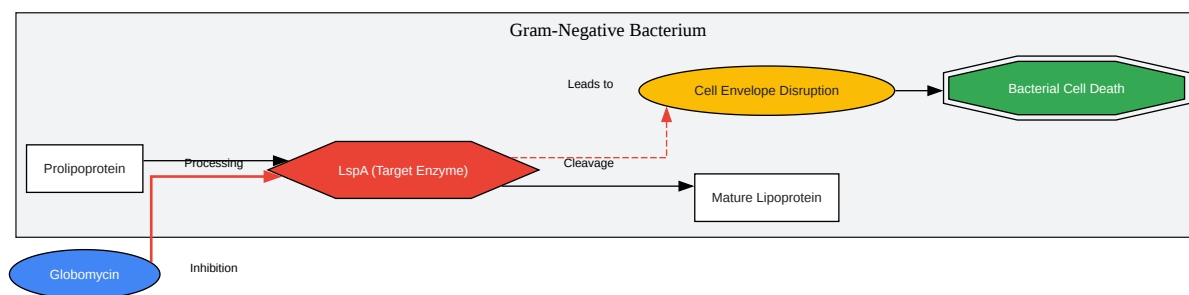 Gram-Negative Bacterium
Leads to
Cell Envelope Disruption
Bacterial Cell Death
Prolipoprotein
Processing
LspA (Target Enzyme)
Cleavage
Mature Lipoprotein
Globomycin
Inhibition